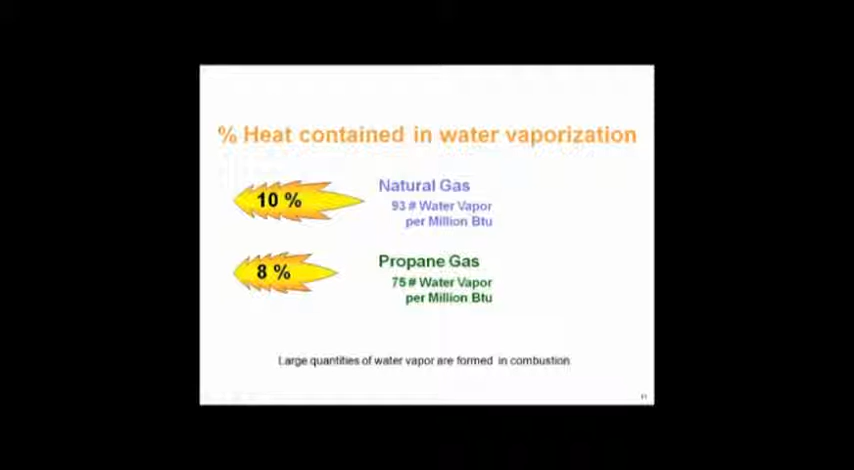 % Heat contained in water vaporization
10 %
Natural Gas
93 # Water Vapor
per Million Btu
8 %
Propane Gas
75 # Water Vapor
per Million Btu
Large quantities of water vapor are formed in combustion